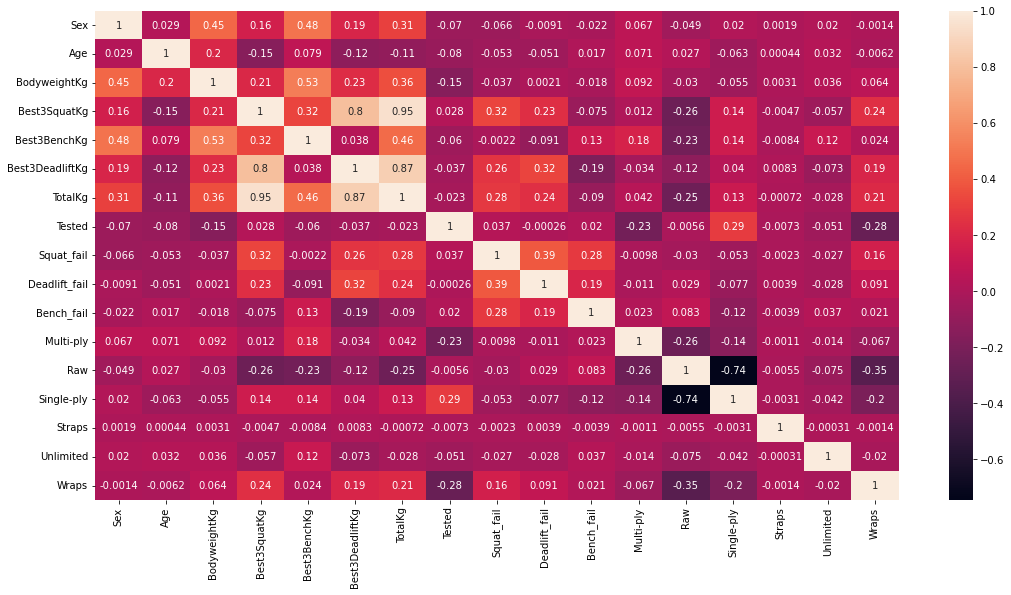 Sex 1 0.029 0.45 0.16 0.48 0.19 0.31 -0.07 -0.066 -0.0091 -0.022 0.067 -0.049 0.02 0.0019 0.02 -0.0014
Age 0.029 1 0.2 -0.15 0.079 -0.12 -0.11 -0.08 -0.053 -0.051 0.017 0.071 0.027 -0.063 0.00044 0.032 -0.0062
BodyweightKg 0.45 0.2 1 0.21 0.53 0.23 0.36 -0.15 -0.037 0.0021 -0.018 0.092 -0.03 -0.055 0.0031 0.036 0.064
Best3SquatKg 0.16 -0.15 0.21 1 0.32 0.8 0.95 0.028 0.32 0.23 -0.075 0.012 -0.26 0.14 -0.0047 -0.057 0.24
Best3BenchKg 0.48 0.079 0.53 0.32 1 0.038 0.46 -0.06 -0.0022 -0.091 0.13 0.18 -0.23 0.14 -0.0084 0.12 0.024
Best3DeadliftKg 0.19 -0.12 0.23 0.8 0.038 1 0.87 -0.037 0.26 0.32 -0.19 -0.034 -0.12 0.04 0.0083 -0.073 0.19
TotalKg 0.31 -0.11 0.36 0.95 0.46 0.87 1 -0.023 0.28 0.24 -0.09 0.042 -0.25 0.13 -0.00072 -0.028 0.21
Tested -0.07 -0.08 -0.15 0.028 -0.06 -0.037 -0.023 1 0.037 -0.00026 0.02 -0.23 -0.0056 0.29 -0.0073 -0.051 -0.28
Squat_fail -0.066 -0.053 -0.037 0.32 -0.0022 0.26 0.28 0.037 1 0.39 0.28 -0.0098 -0.03 -0.053 -0.0023 -0.027 0.16
Deadlift_fail -0.0091 -0.051 0.0021 0.23 -0.091 0.32 0.24 -0.00026 0.39 1 0.19 -0.011 0.029 -0.077 0.0039 -0.028 0.091
Bench_fail -0.022 0.017 -0.018 -0.075 0.13 -0.19 -0.09 0.02 0.28 0.19 1 0.023 0.083 -0.12 -0.0039 0.037 0.021
Multi-ply 0.067 0.071 0.092 0.012 0.18 -0.034 0.042 -0.23 -0.0098 -0.011 0.023 1 -0.26 -0.14 -0.0011 -0.014 -0.067
Raw -0.049 0.027 -0.03 -0.26 -0.23 -0.12 -0.25 -0.0056 -0.03 0.029 0.083 -0.26 1 -0.74 -0.0055 -0.075 -0.35
Single-ply 0.02 -0.063 -0.055 0.14 0.14 0.04 0.13 0.29 -0.053 -0.077 -0.12 -0.14 -0.74 1 -0.0031 -0.042 -0.2
Straps 0.0019 0.00044 0.0031 -0.0047 -0.0084 0.0083 -0.00072 -0.0073 -0.0023 0.0039 -0.0039 -0.0011 -0.0055 -0.0031 1 -0.00031 -0.0014
Unlimited 0.02 0.032 0.036 -0.057 0.12 -0.073 -0.028 -0.051 -0.027 -0.028 0.037 -0.014 -0.075 -0.042 -0.00031 1 -0.02
Wraps -0.0014 -0.0062 0.064 0.24 0.024 0.19 0.21 -0.28 0.16 0.091 0.021 -0.067 -0.35 -0.2 -0.0014 -0.02 1
Sex Age BodyweightKg Best3SquatKg Best3BenchKg Best3DeadliftKg TotalKg Tested Squat_fail Deadlift_fail Bench_fail Multi-ply Raw Single-ply Straps Unlimited Wraps
1.0
0.8
0.6
0.4
0.2
0.0
−0.2
−0.4
−0.6